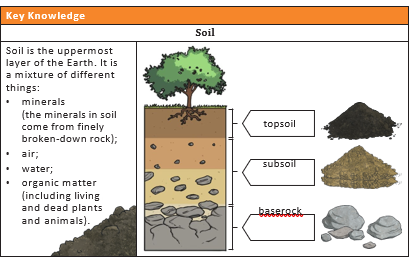 Key Knowledge
Soil
Soil is the uppermost
layer of the Earth. It is
a mixture of different
things:
• minerals
(the minerals in soil
come from finely
broken-down rock);
• air;
• water;
• organic matter
(including living
and dead plants
and animals).
topsoil
subsoil
baserock